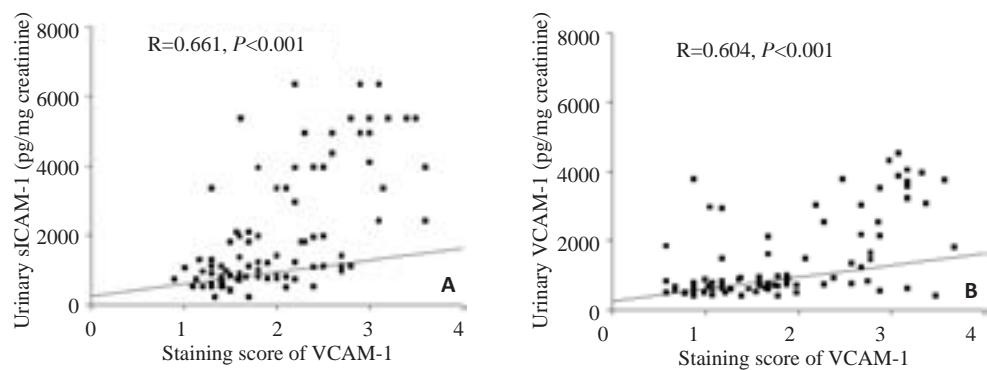 Urinary sICAM-1 (pg/mg creatinine)
8000
6000
4000
2000
0
R=0.661, P<0.001
A
0 1 2 3 4
Staining score of VCAM-1
Urinary VCAM-1 (pg/mg creatinine)
8000
6000
4000
2000
0
R=0.604, P<0.001
B
0 1 2 3 4
Staining score of VCAM-1